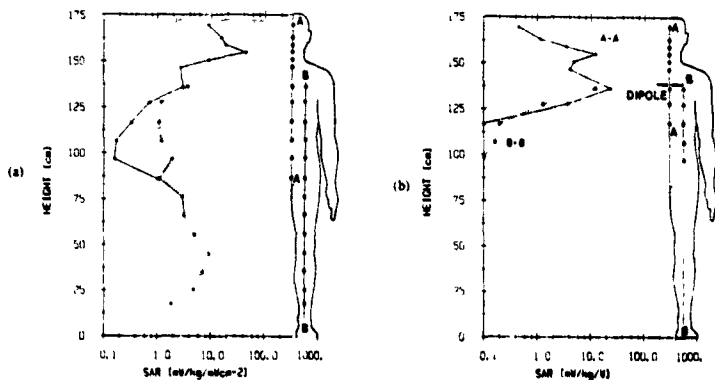 (a)
HEIGHT (cm)
175
150
125
100
75
50
25
0
0.1
1.0
10.0
100.0
1000.
SAR (mW/kg/mWcm-2)
A
B
A
B
(b)
HEIGHT (cm)
175
150
125
100
75
50
25
0
0.1
1.0
10.0
100.0
1000.
SAR (mW/kg/W)
A-A
B-B
DIPOLE
A
B
A
B